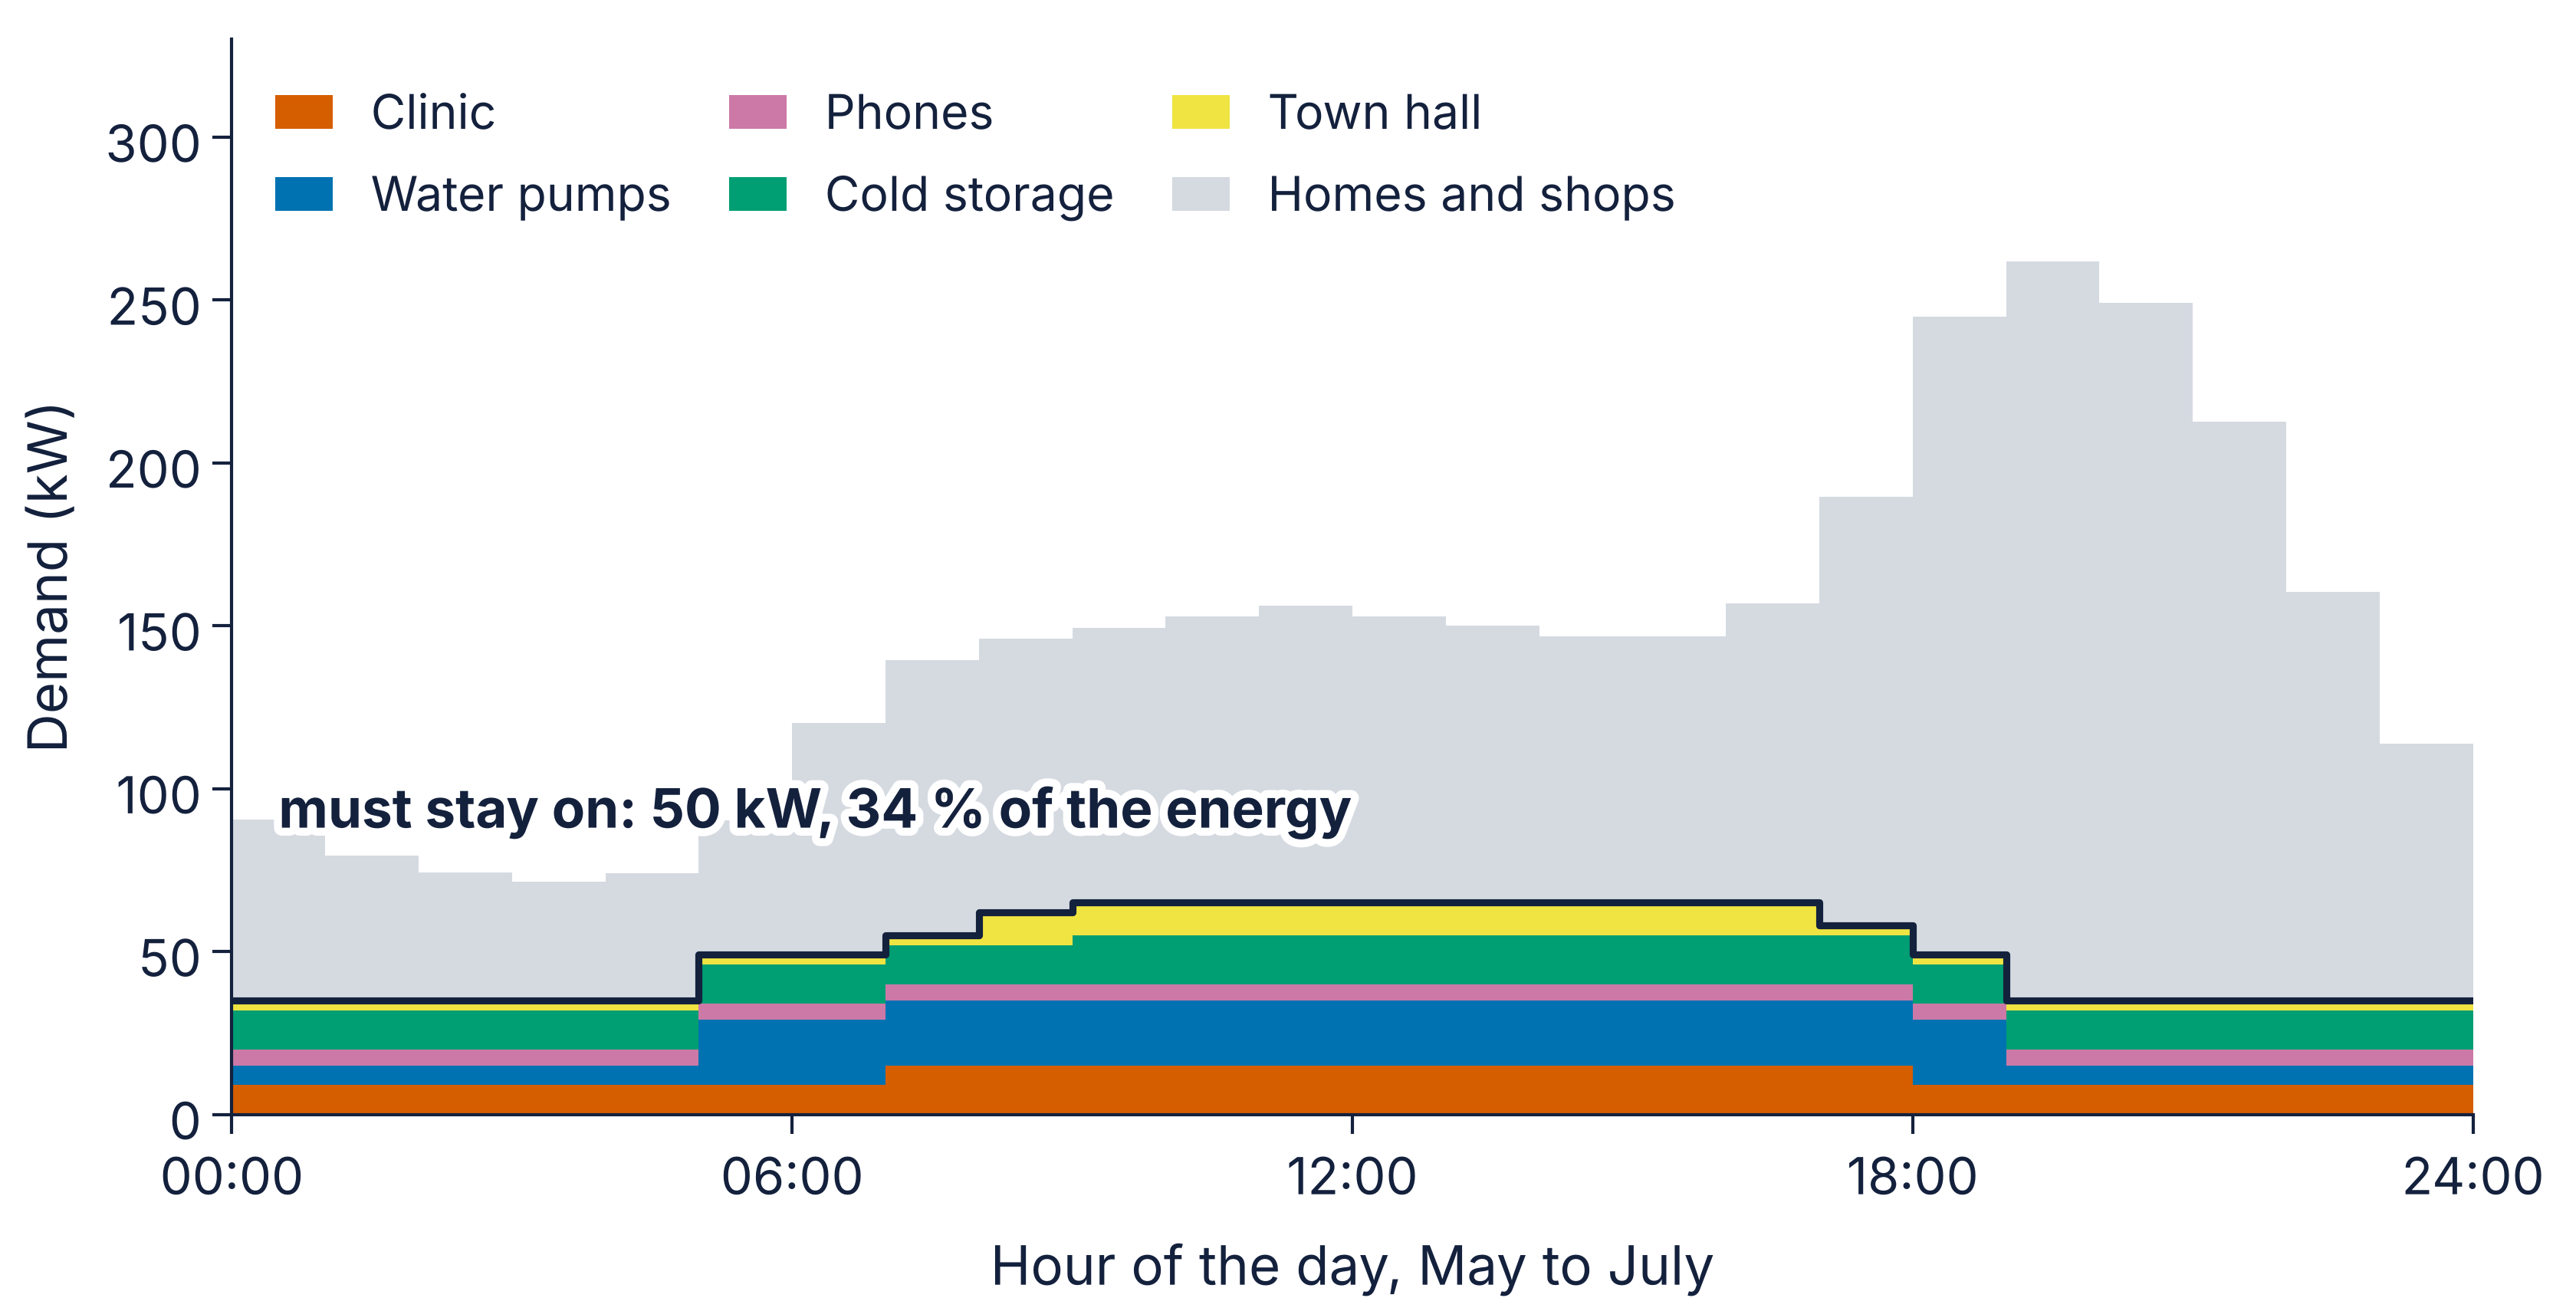 Clinic
Phones
Town hall
Water pumps
Cold storage
Homes and shops
300
250
200
150
100
50
0
Demand (kW)
must stay on: 50 kW, 34 % of the energy
00:00
06:00
12:00
18:00
24:00
Hour of the day, May to July